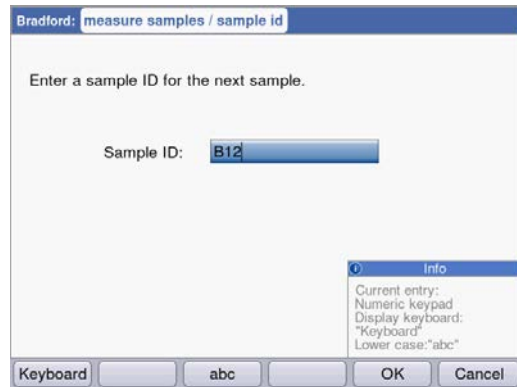 Bradford: measure samples / sample id
Enter a sample ID for the next sample.
Sample ID: B12
Info
Current entry:
Numeric keypad
Display keyboard:
"Keyboard"
Lower case:"abc"
Keyboard abc OK Cancel